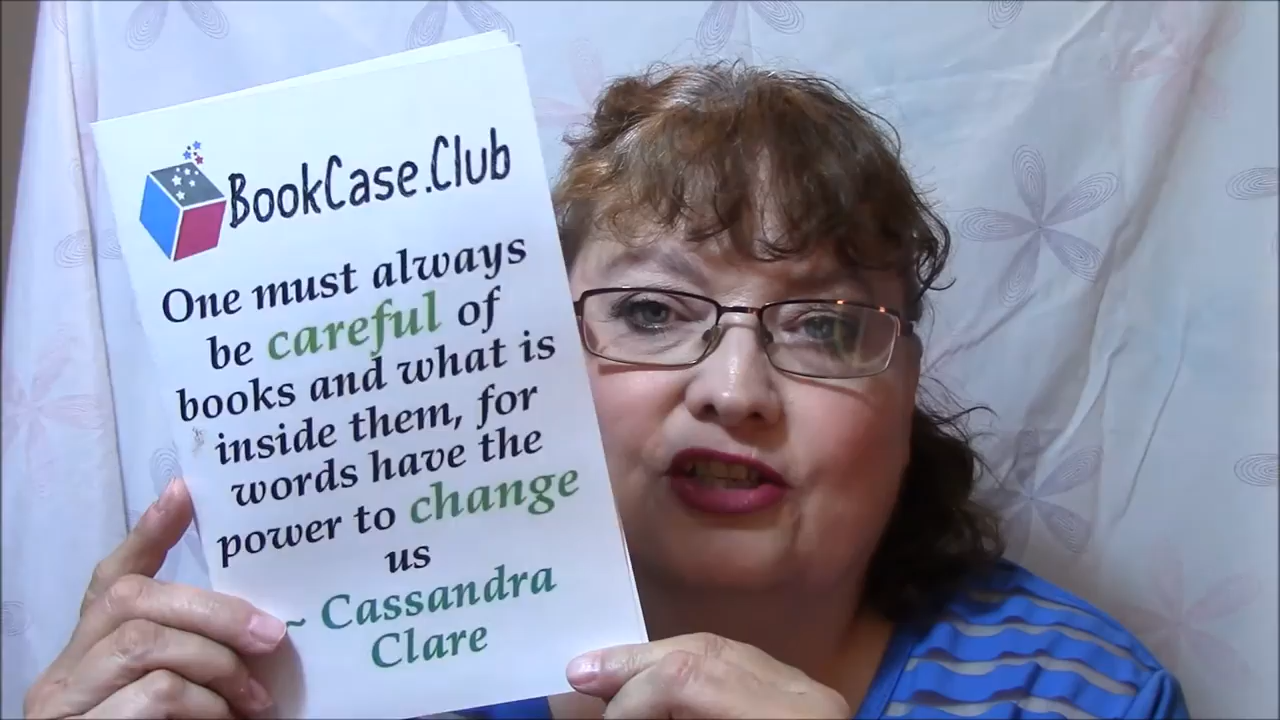 BookCase.Club
One must always
be careful of
books and what is
inside them, for
words have the
power to change
us
~ Cassandra
Clare